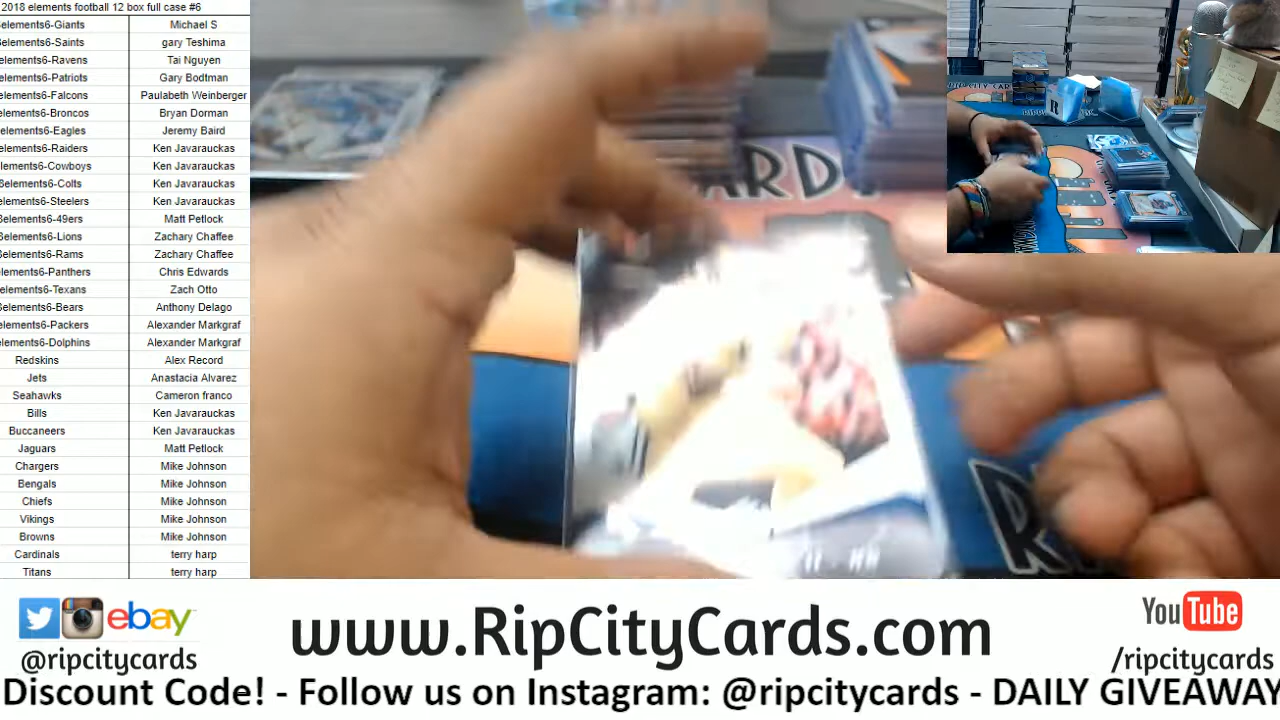 2018 elements football 12 box full case #6
elements6-Giants Michael S
elements6-Saints gary Teshima
elements6-Ravens Tai Nguyen
elements6-Patriots Gary Bodtman
elements6-Falcons Paulabeth Weinberger
elements6-Broncos Bryan Dorman
elements6-Eagles Jeremy Baird
elements6-Raiders Ken Javarauckas
elements6-Cowboys Ken Javarauckas
elements6-Colts Ken Javarauckas
elements6-Steelers Ken Javarauckas
8elements6-49ers Matt Petlock
elements6-Lions Zachary Chaffee
elements6-Rams Zachary Chaffee
elements6-Panthers Chris Edwards
elements6-Texans Zach Otto
elements6-Bears Anthony Delago
elements6-Packers Alexander Markgraf
elements6-Dolphins Alexander Markgraf
Redskins Alex Record
Jets Anastacia Alvarez
Seahawks Cameron franco
Bills Ken Javarauckas
Buccaneers Ken Javarauckas
Jaguars Matt Petlock
Chargers Mike Johnson
Bengals Mike Johnson
Chiefs Mike Johnson
Vikings Mike Johnson
Browns Mike Johnson
Cardinals terry harp
Titans terry harp
ebay
@ripcitycards
www.RipCityCards.com
YouTube
/ripcitycards
Discount Code! - Follow us on Instagram: @ripcitycards - DAILY GIVEAWAY